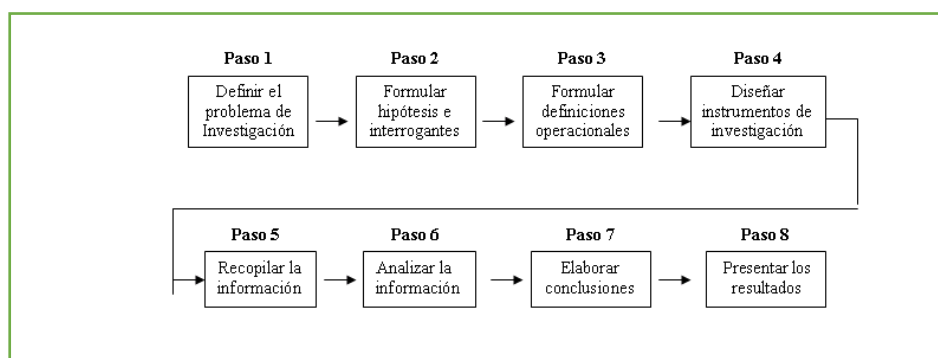 Paso 1
Definir el
problema de
Investigación
Paso 2
Formular
hipótesis e
interrogantes
Paso 3
Formular
definiciones
operacionales
Paso 4
Diseñar
instrumentos de
investigación
Paso 5
Recopilar la
información
Paso 6
Analizar la
información
Paso 7
Elaborar
conclusiones
Paso 8
Presentar los
resultados